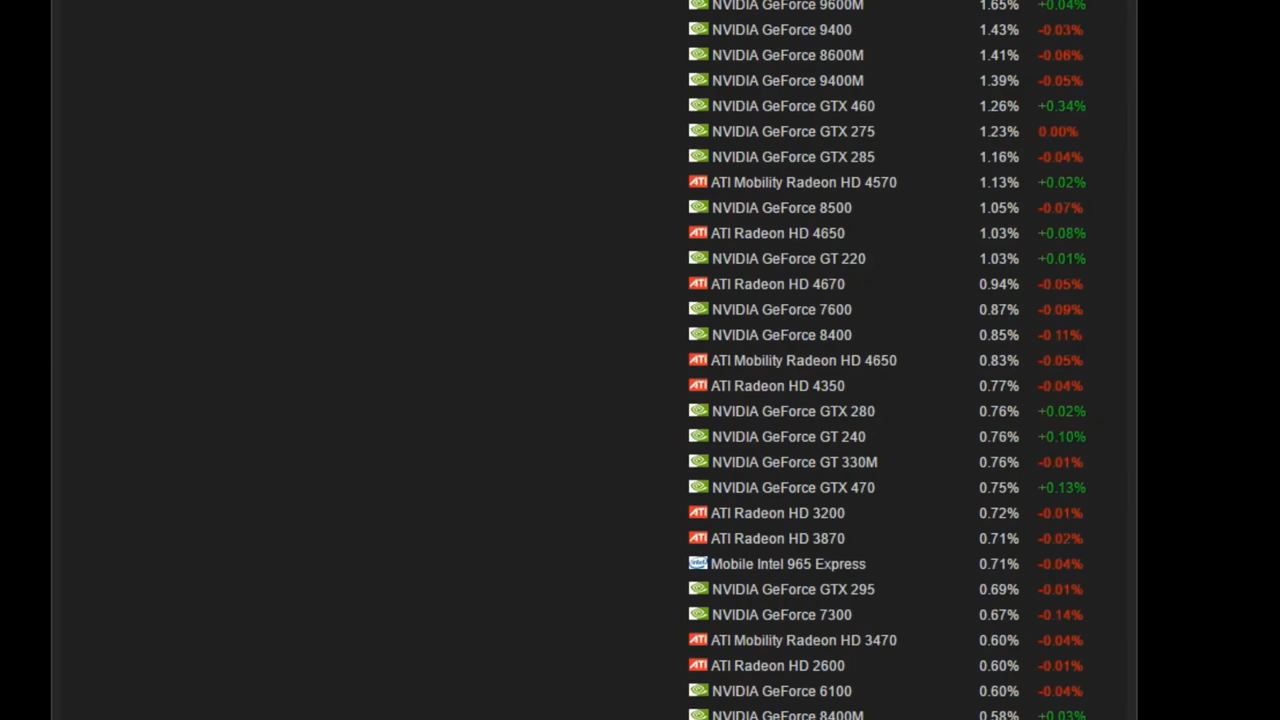 NVIDIA GeForce 9600M 1.65% +0.04%
NVIDIA GeForce 9400 1.43% -0.03%
NVIDIA GeForce 8600M 1.41% -0.06%
NVIDIA GeForce 9400M 1.39% -0.05%
NVIDIA GeForce GTX 460 1.26% +0.34%
NVIDIA GeForce GTX 275 1.23% 0.00%
NVIDIA GeForce GTX 285 1.16% -0.04%
ATI ATI Mobility Radeon HD 4570 1.13% +0.02%
NVIDIA GeForce 8500 1.05% -0.07%
ATI ATI Radeon HD 4650 1.03% +0.08%
NVIDIA GeForce GT 220 1.03% +0.01%
ATI ATI Radeon HD 4670 0.94% -0.05%
NVIDIA GeForce 7600 0.87% -0.09%
NVIDIA GeForce 8400 0.85% -0.11%
ATI ATI Mobility Radeon HD 4650 0.83% -0.05%
ATI ATI Radeon HD 4350 0.77% -0.04%
NVIDIA GeForce GTX 280 0.76% +0.02%
NVIDIA GeForce GT 240 0.76% +0.10%
NVIDIA GeForce GT 330M 0.76% -0.01%
NVIDIA GeForce GTX 470 0.75% +0.13%
ATI ATI Radeon HD 3200 0.72% -0.01%
ATI ATI Radeon HD 3870 0.71% -0.02%
intel Mobile Intel 965 Express 0.71% -0.04%
NVIDIA GeForce GTX 295 0.69% -0.01%
NVIDIA GeForce 7300 0.67% -0.14%
ATI ATI Mobility Radeon HD 3470 0.60% -0.04%
ATI ATI Radeon HD 2600 0.60% -0.01%
NVIDIA GeForce 6100 0.60% -0.04%
NVIDIA GeForce 8400M 0.58% +0.03%